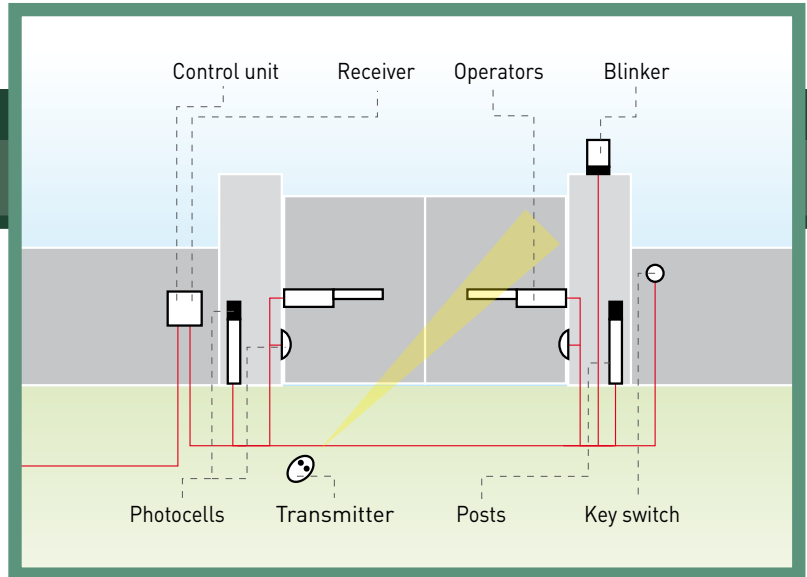 Control unit
Receiver
Operators
Blinker
Photocells
Transmitter
Posts
Key switch